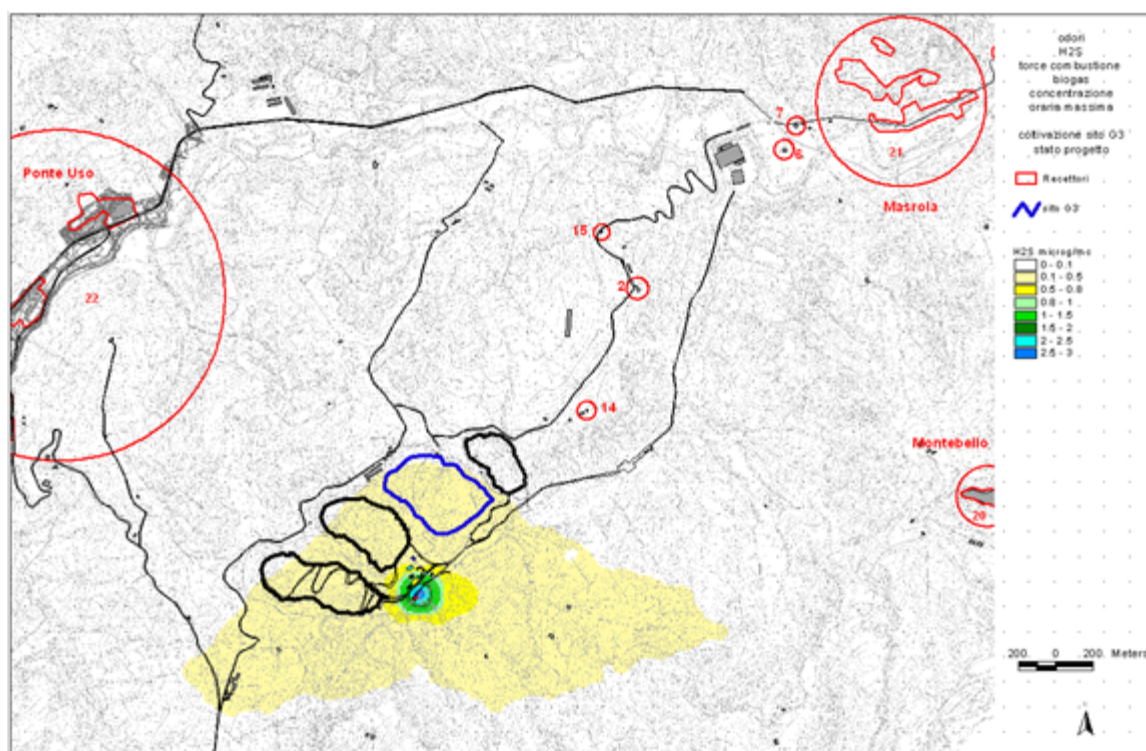 odori
H2S
torce combustione
biogas
concentrazione
oraria massima
coltivazione sito G3
stato progetto
Recettori
sito G3
H2S microg/mc
0 - 0.1
0.1 - 0.5
0.5 - 0.8
0.8 - 1
1 - 1.5
1.5 - 2
2 - 2.5
2.5 - 3
200. 0 200. Meters
Ponte Uso
22
7
6
21
Masrola
15
2
14
Montebello
20